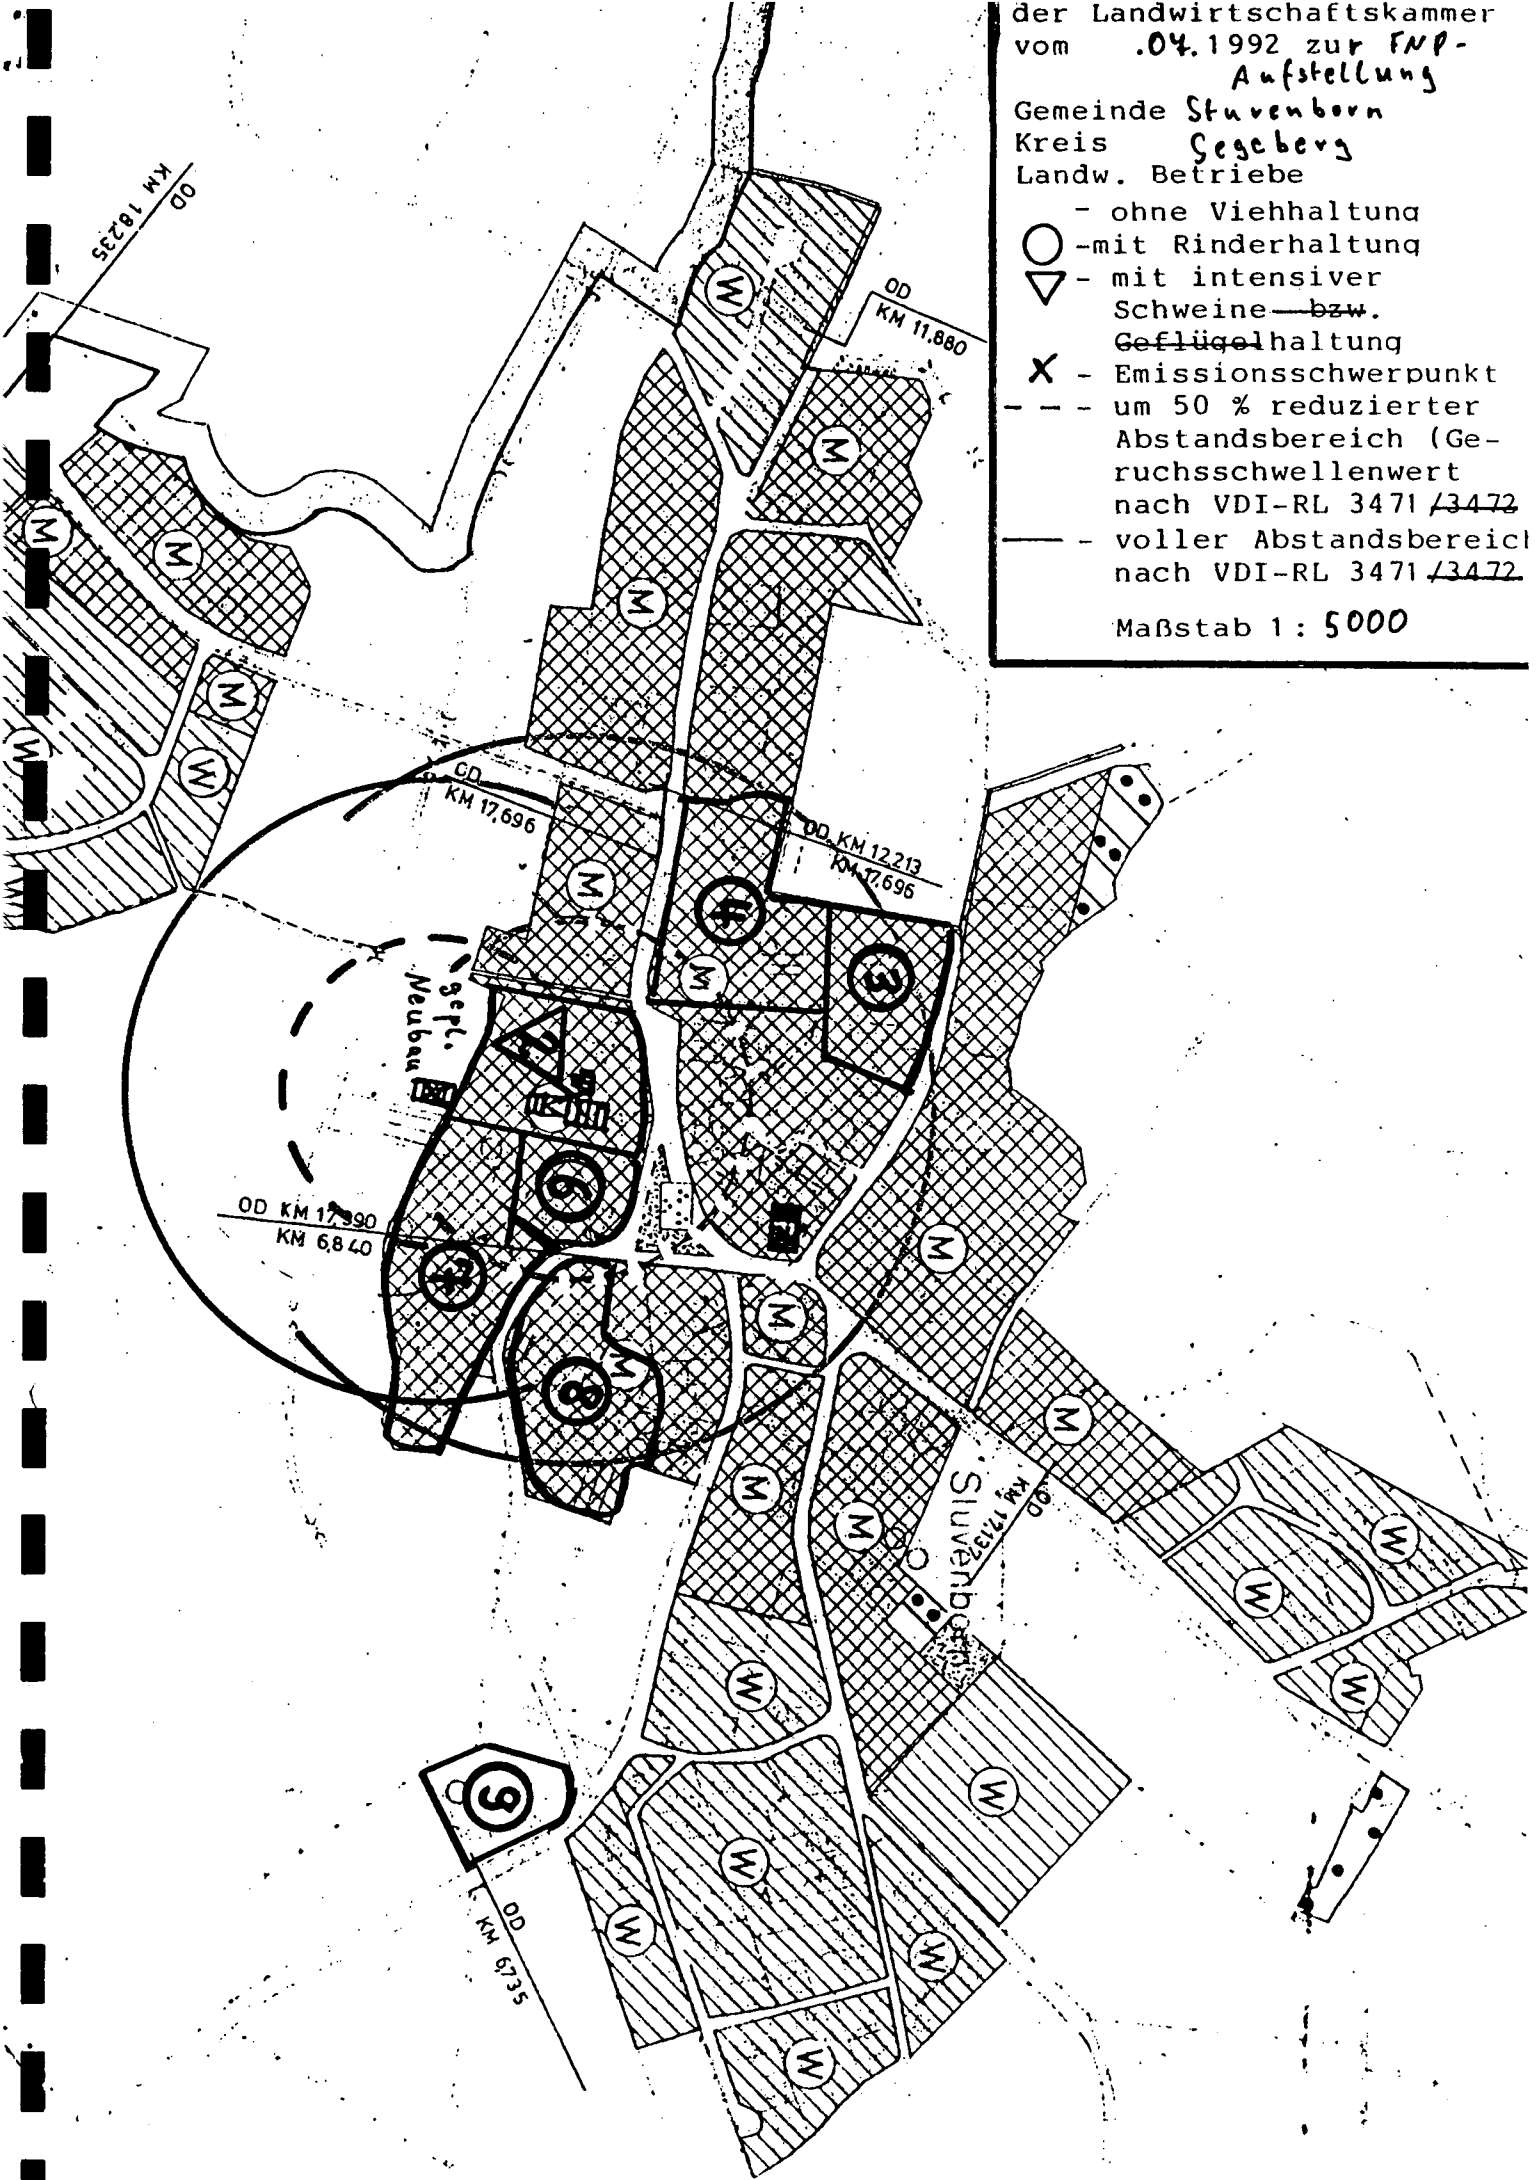 der Landwirtschaftskammer
vom .04.1992 zur FNP-
Aufstellung
Gemeinde Stuvenborn
Kreis Segeberg
Landw. Betriebe
- ohne Viehhaltung
- mit Rinderhaltung
- mit intensiver
Schweine- bzw.
Geflügelhaltung
X - Emissionsschwerpunkt
- - - um 50 % reduzierter
Abstandsbereich (Ge-
ruchsschwellenwert
nach VDI-RL 3471 /3472
- voller Abstandsbereich
nach VDI-RL 3471 /3472
Maßstab 1 : 5000
OD
KM 18,235
W
OD
KM 11,880
M
M
M
M
M
W
W
OD
KM 17,696
OD KM 12,213
KM 17,696
M
4
3
M
gepl.
Neubau
M
6
OD KM 17,990
KM 6,840
7
M
M
8
M
M
M
M
Stuvenborn
OD
KM 17,137
W
W
W
W
W
9
W
W
W
OD
KM 6,735
W